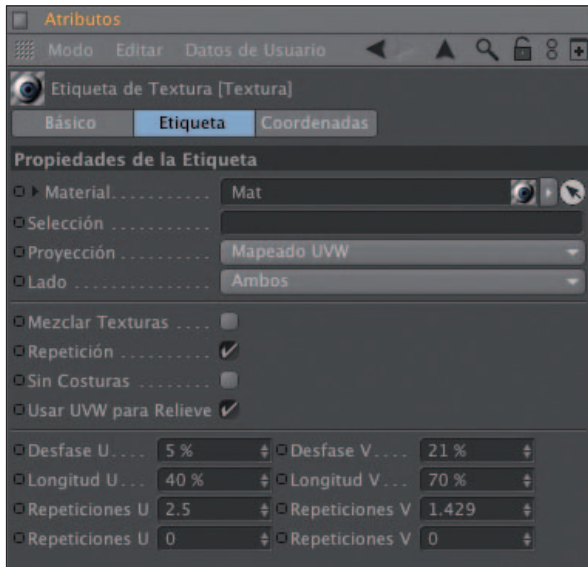 Atributos
Modo Editar Datos de Usuario
Etiqueta de Textura [Textura]
Básico Etiqueta Coordenadas
Propiedades de la Etiqueta
Material........... Mat
Selección..........
Proyección......... Mapeado UVW
Lado............... Ambos
Mezclar Texturas....
Repetición..........
Sin Costuras........
Usar UVW para Relieve
Desfase U.... 5 % Desfase V.... 21 %
Longitud U... 40 % Longitud V... 70 %
Repeticiones U 2.5 Repeticiones V 1.429
Repeticiones U 0 Repeticiones V 0